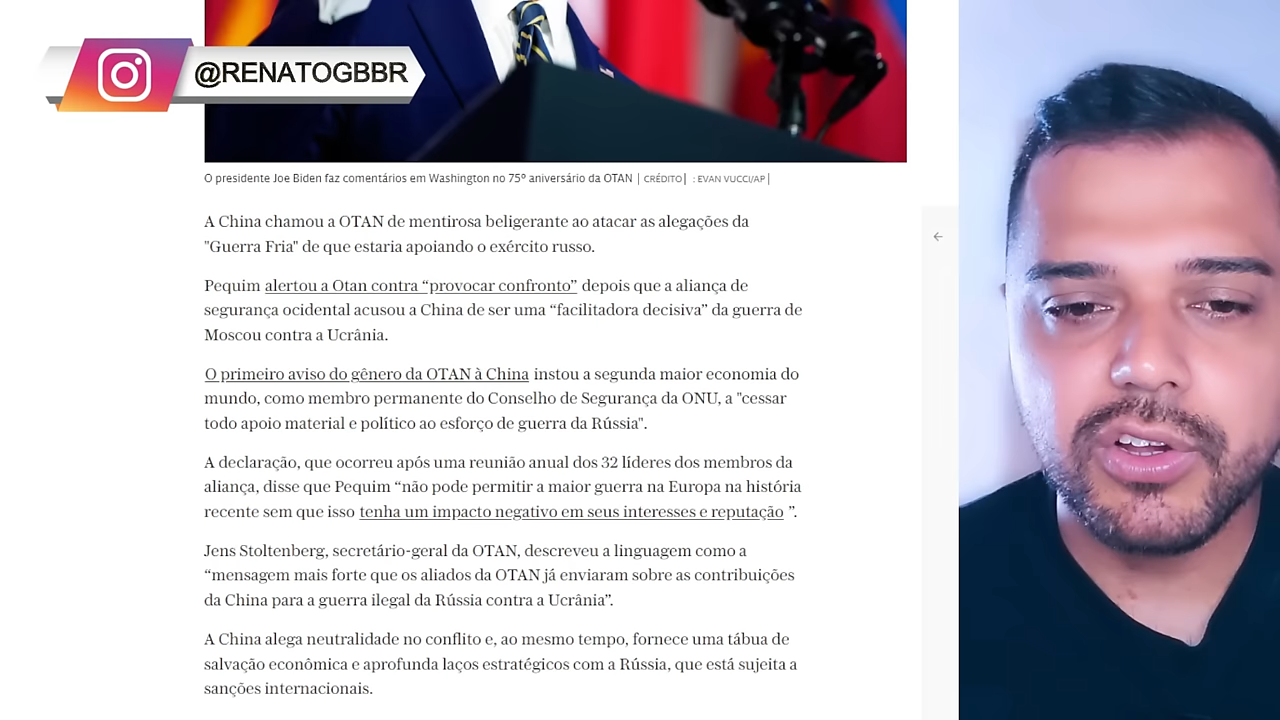 @RENATOGBBR
O presidente Joe Biden faz comentários em Washington no 75º aniversário da OTAN | CRÉDITO| : EVAN VUCCI/AP |
A China chamou a OTAN de mentirosa beligerante ao atacar as alegações da
"Guerra Fria" de que estaria apoiando o exército russo.
Pequim alertou a Otan contra “provocar confronto” depois que a aliança de
segurança ocidental acusou a China de ser uma “facilitadora decisiva” da guerra de
Moscou contra a Ucrânia.
O primeiro aviso do gênero da OTAN à China instou a segunda maior economia do
mundo, como membro permanente do Conselho de Segurança da ONU, a "cessar
todo apoio material e político ao esforço de guerra da Rússia".
A declaração, que ocorreu após uma reunião anual dos 32 líderes dos membros da
aliança, disse que Pequim “não pode permitir a maior guerra na Europa na história
recente sem que isso tenha um impacto negativo em seus interesses e reputação ”.
Jens Stoltenberg, secretário-geral da OTAN, descreveu a linguagem como a
“mensagem mais forte que os aliados da OTAN já enviaram sobre as contribuições
da China para a guerra ilegal da Rússia contra a Ucrânia”.
A China alega neutralidade no conflito e, ao mesmo tempo, fornece uma tábua de
salvação econômica e aprofunda laços estratégicos com a Rússia, que está sujeita a
sanções internacionais.